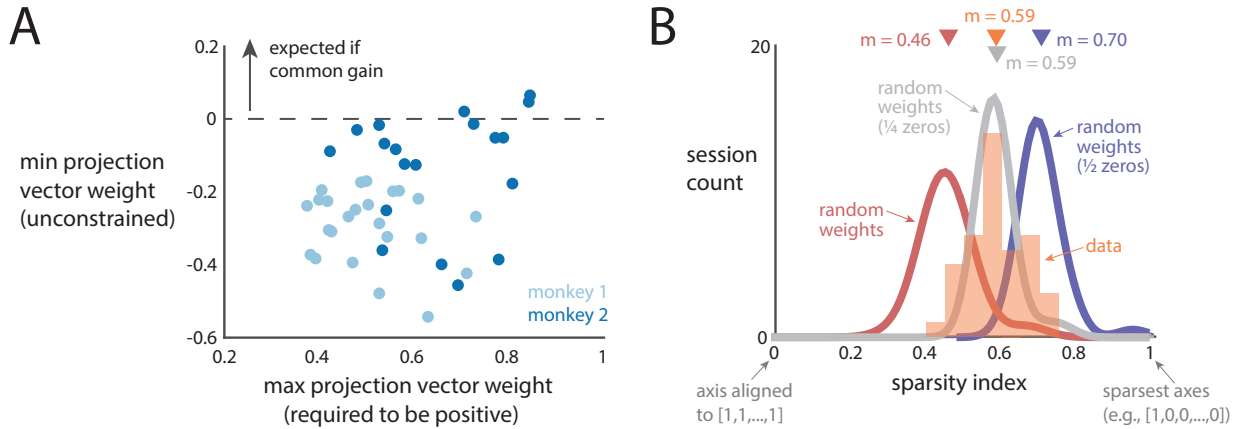 A
0.2
0
-0.2
-0.4
-0.6
expected if
common gain
min projection
vector weight
(unconstrained)
monkey 1
monkey 2
0.2
0.4
0.6
0.8
1
max projection vector weight
(required to be positive)
B
m = 0.59
m = 0.46
m = 0.70
m = 0.59
20
0
session
count
random
weights
(¼ zeros)
random
weights
(½ zeros)
random
weights
data
0
0.2
0.4
0.6
0.8
1
sparsity index
axis aligned
to [1,1,...,1]
sparsest axes
(e.g., [1,0,0,...,0])